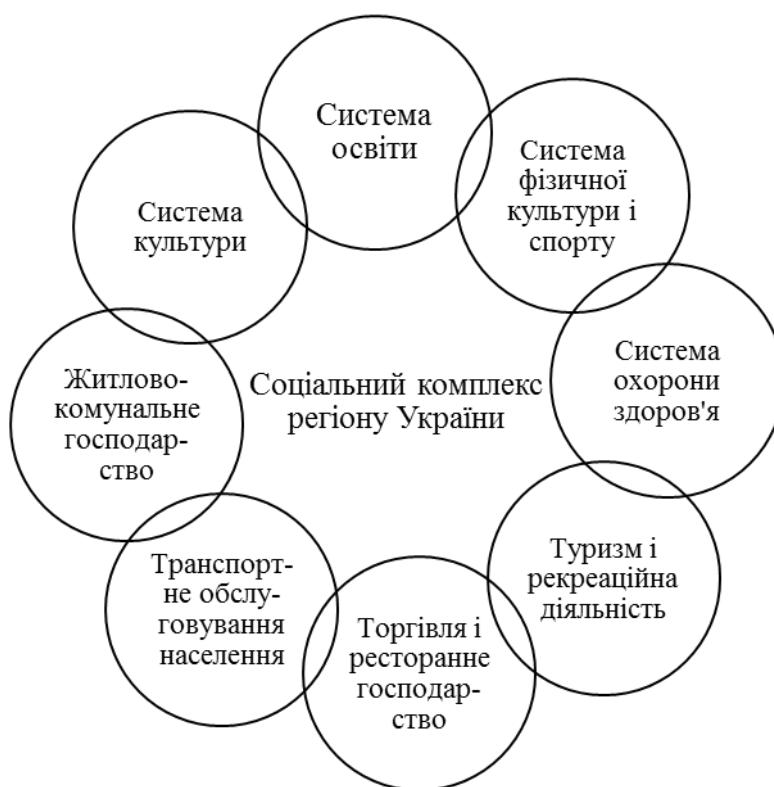 Система
освіти
Система
фізичної
культури і
спорту
Система
культури
Система
охорони
здоров'я
Житлово-
комунальне
господар-
ство
Соціальний комплекс
регіону України
Туризм і
рекреаційна
діяльність
Транспорт-
не обслу-
говування
населення
Торгівля і
ресторанне
господар-
ство